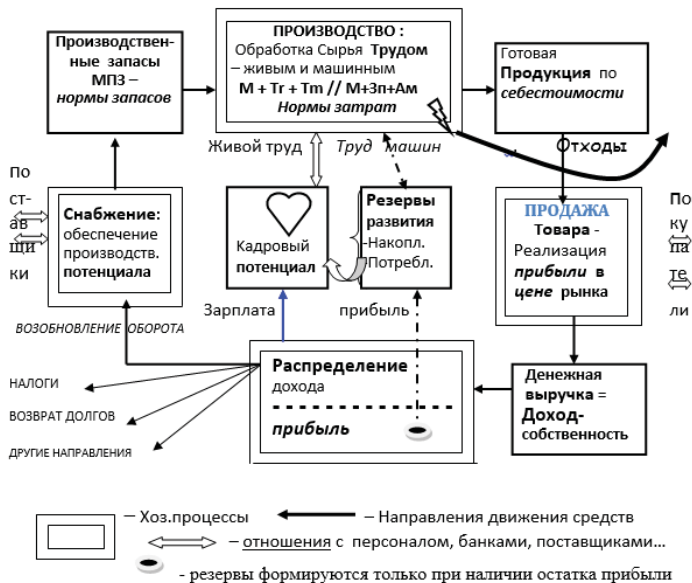 Производствен-
ные запасы
МПЗ –
нормы запасов
ПРОИЗВОДСТВО :
Обработка Сырья Трудом
– живым и машинным
М + Тr + Тm // М+Зп+Ам
Нормы затрат
Готовая
Продукция по
себестоимости
Живой труд
Труд машин
Отходы
По
ст-
ав
щи
ки
Снабжение:
обеспечение
производств.
потенциала
Кадровый
потенциал
Резервы
развития
-Накопл.
-Потребл.
ПРОДАЖА
Товара -
Реализация
прибыли в
цене рынка
По
ку
па
те
ли
Зарплата
прибыль
ВОЗОБНОВЛЕНИЕ ОБОРОТА
Распределение
дохода
прибыль
Денежная
выручка =
Доход-
собственность
НАЛОГИ
ВОЗВРАТ ДОЛГОВ
ДРУГИЕ НАПРАВЛЕНИЯ
– Хоз.процессы
– Направления движения средств
– отношения с персоналом, банками, поставщиками…
- резервы формируются только при наличии остатка прибыли